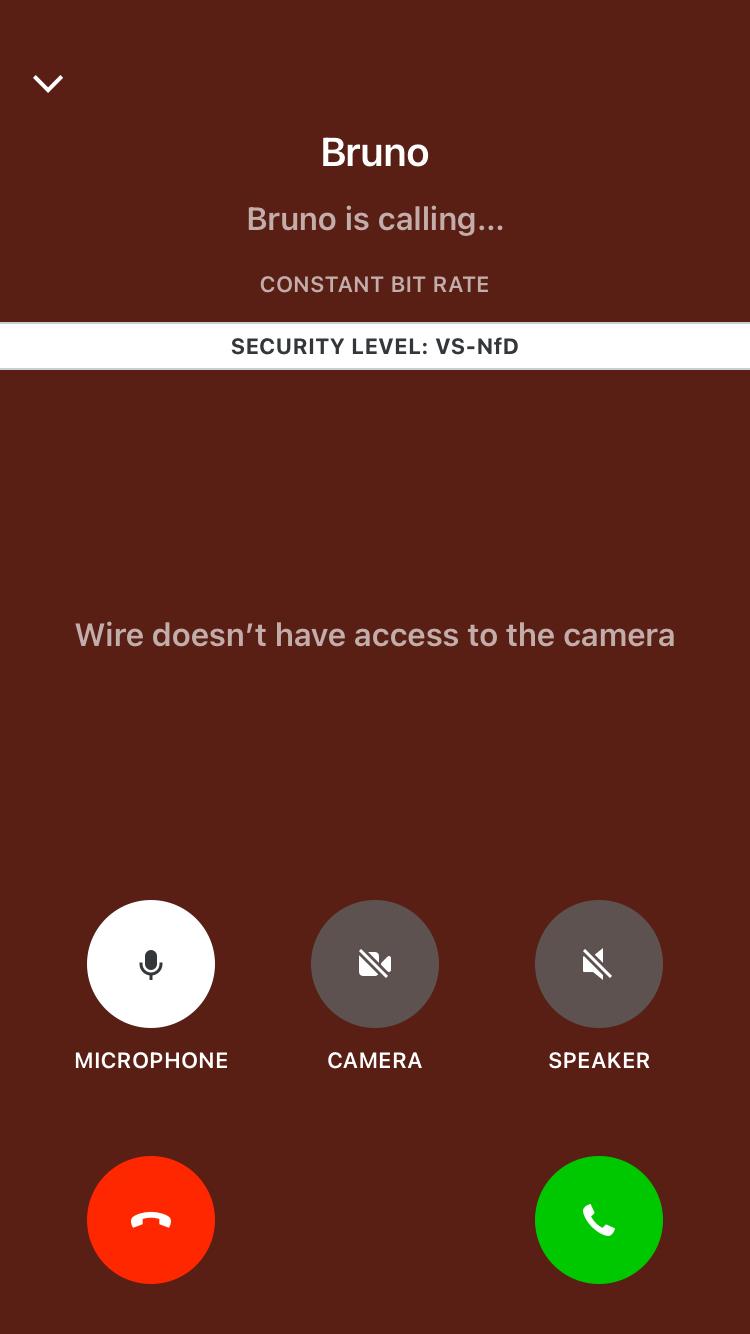 Bruno
Bruno is calling...
CONSTANT BIT RATE
SECURITY LEVEL: VS-NfD
Wire doesn’t have access to the camera
MICROPHONE CAMERA SPEAKER